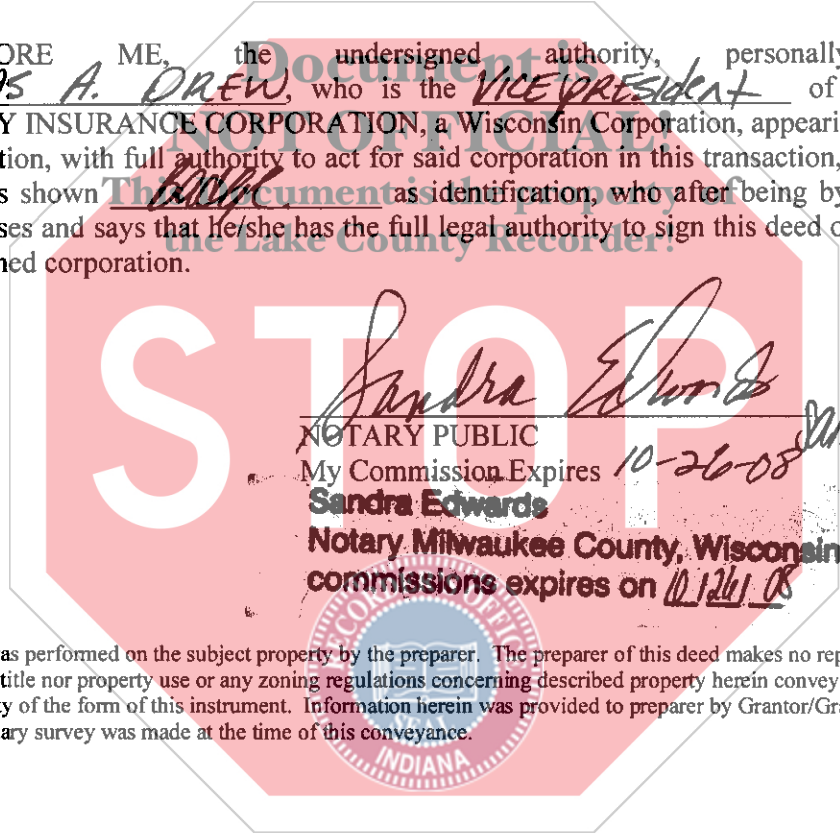 ORE ME, the undersigned authority, personally
Document is
s A. DREW, who is the VICE president of
NOT OFFICIAL!
Y INSURANCE CORPORATION, a Wisconsin Corporation, appeari
tion, with full authority to act for said corporation in this transaction,
This Document is the property of
s shown as identification, who after being by
ses and says that he/she has the full legal authority to sign this deed o
the Lake County Recorder!
ned corporation.
STOP
Sandra Edwards
NOTARY PUBLIC
My Commission Expires 10-26-08
Sandra Edwards
Notary Milwaukee County, Wisconsin
commissions expires on 10/26/08
as performed on the subject property by the preparer. The preparer of this deed makes no rep
title nor property use or any zoning regulations concerning described property herein convey
y of the form of this instrument. Information herein was provided to preparer by Grantor/Gr
ary survey was made at the time of this conveyance.
SEAL
INDIANA